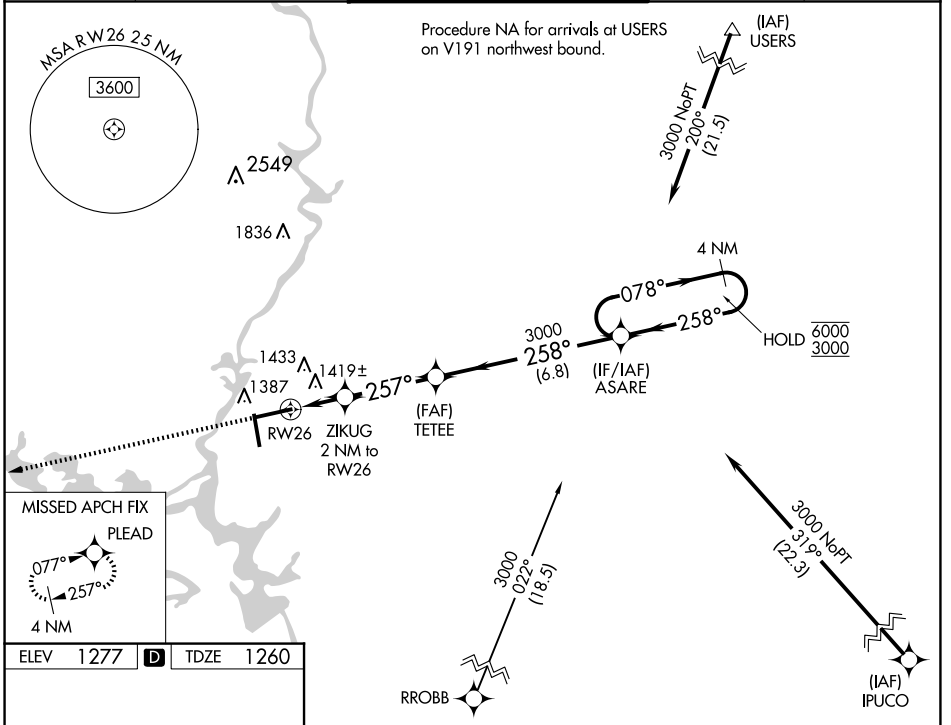 Procedure NA for arrivals at USERS
on V191 northwest bound.
(IAF)
USERS
MSA RW26 25 NM
3600
3000 NoPT
200°
(21.5)
2549
1836
4 NM
078°
258°
HOLD 6000
3000
3000
258°
(6.8)
(IF/IAF)
ASARE
1433
1419±
1387
257°
(FAF)
TETEE
RW26
ZIKUG
2 NM to
RW26
MISSED APCH FIX
PLEAD
077°
257°
4 NM
3000
022°
(18.5)
3000 NoPT
319°
(22.3)
ELEV 1277 D TDZE 1260
RROBB
(IAF)
IPUCO